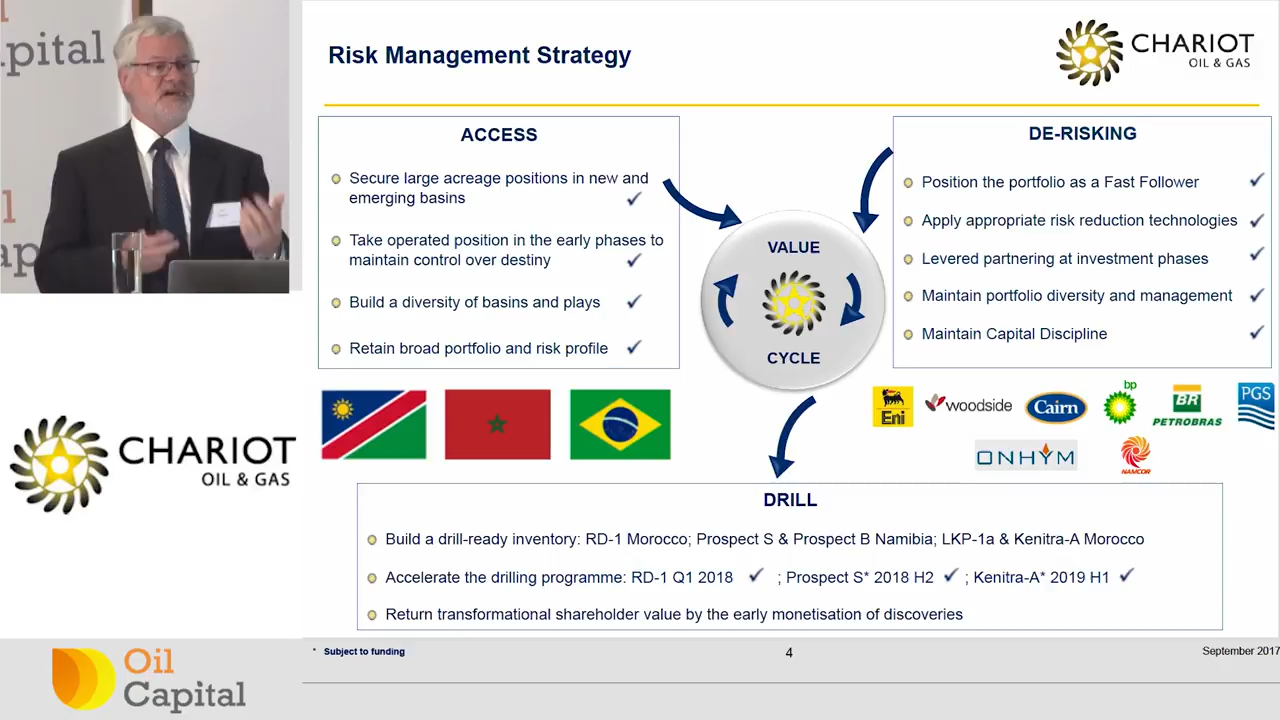 pital
Risk Management Strategy
CHARIOT
OIL & GAS
ACCESS
Secure large acreage positions in new and
emerging basins
Take operated position in the early phases to
maintain control over destiny
Build a diversity of basins and plays
Retain broad portfolio and risk profile
VALUE
CYCLE
DE-RISKING
Position the portfolio as a Fast Follower
Apply appropriate risk reduction technologies
Levered partnering at investment phases
Maintain portfolio diversity and management
Maintain Capital Discipline
Eni
woodside
Cairn
bp
BR
PETROBRAS
PGS
ONHYM
NAMCOR
CHARIOT
OIL & GAS
DRILL
Build a drill-ready inventory: RD-1 Morocco; Prospect S & Prospect B Namibia; LKP-1a & Kenitra-A Morocco
Accelerate the drilling programme: RD-1 Q1 2018 ; Prospect S* 2018 H2 ; Kenitra-A* 2019 H1
Return transformational shareholder value by the early monetisation of discoveries
Oil
Capital
* Subject to funding
4
September 2017